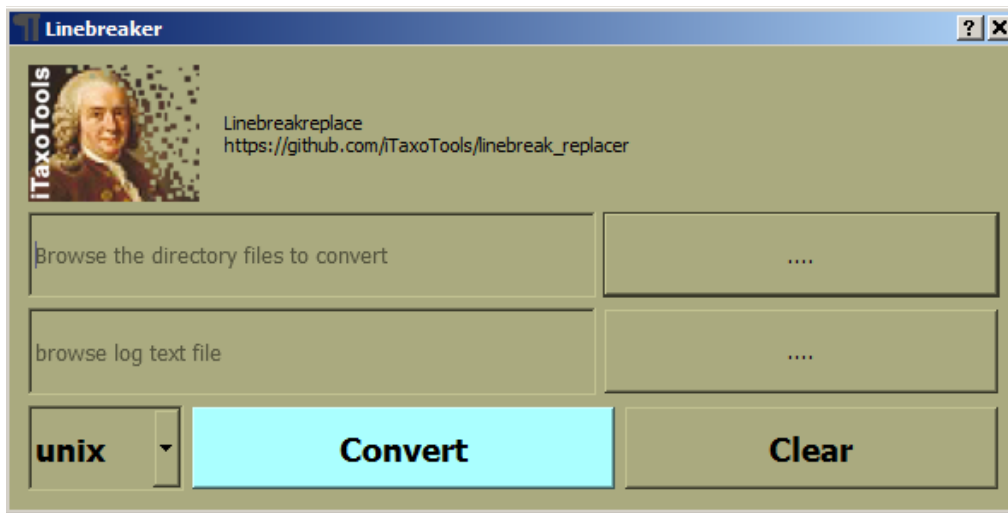 Linebreaker
iTaxoTools
Linebreakreplace
https://github.com/iTaxoTools/linebreak_replacer
Browse the directory files to convert
....
browse log text file
....
unix
Convert
Clear